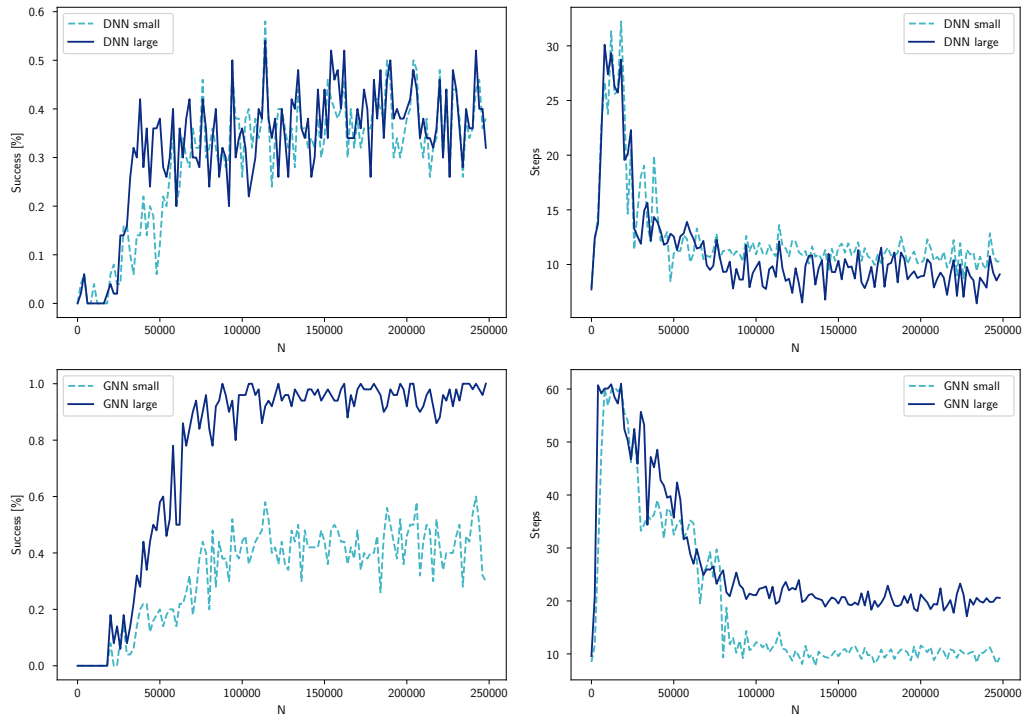 DNN small
DNN large
0.6
0.5
0.4
0.3
0.2
0.1
0.0
Success [%]
0 50000 100000 150000 200000 250000
N
DNN small
DNN large
30
25
20
15
10
Steps
0 50000 100000 150000 200000 250000
N
GNN small
GNN large
1.0
0.8
0.6
0.4
0.2
0.0
Success [%]
0 50000 100000 150000 200000 250000
N
GNN small
GNN large
60
50
40
30
20
10
Steps
0 50000 100000 150000 200000 250000
N